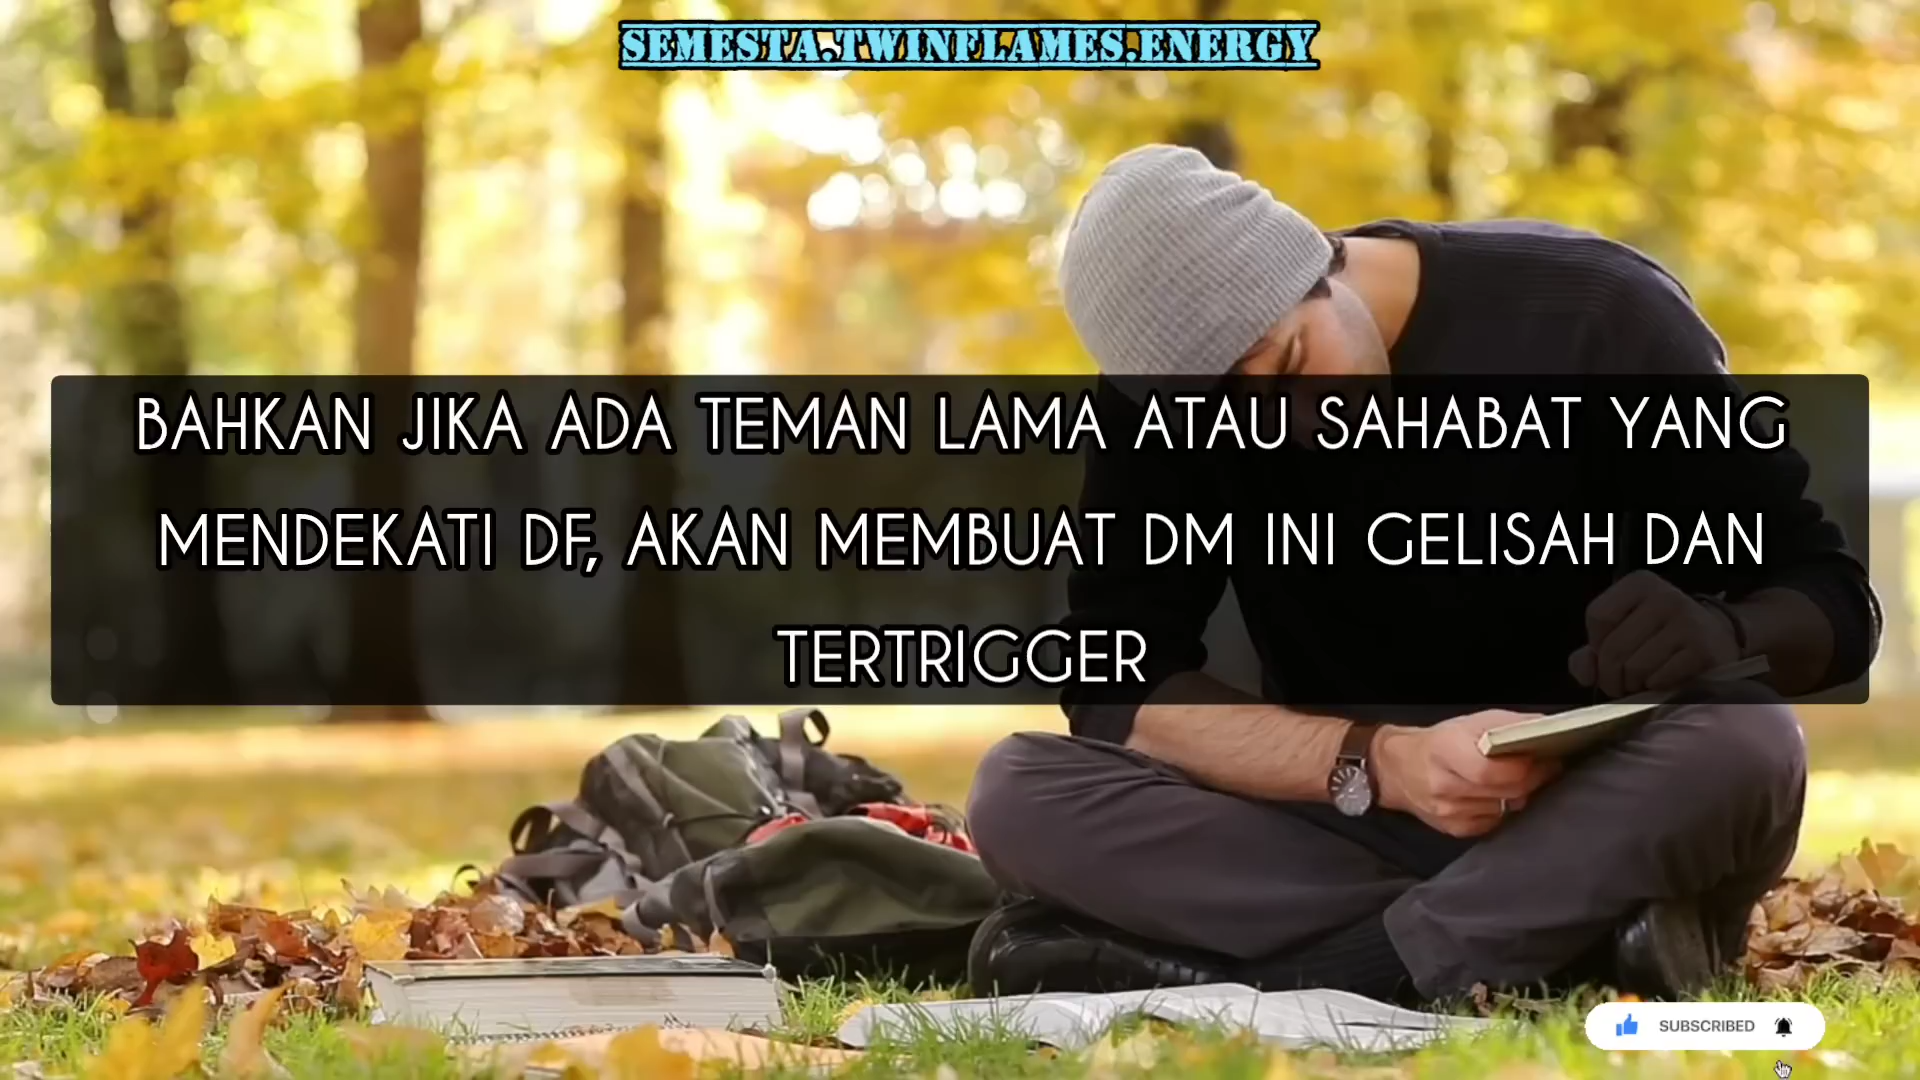 SEMESTA.TWINFLAMES.ENERGY
BAHKAN JIKA ADA TEMAN LAMA ATAU SAHABAT YANG
MENDEKATI DF, AKAN MEMBUAT DM INI GELISAH DAN
TERTRIGGER
SUBSCRIBED